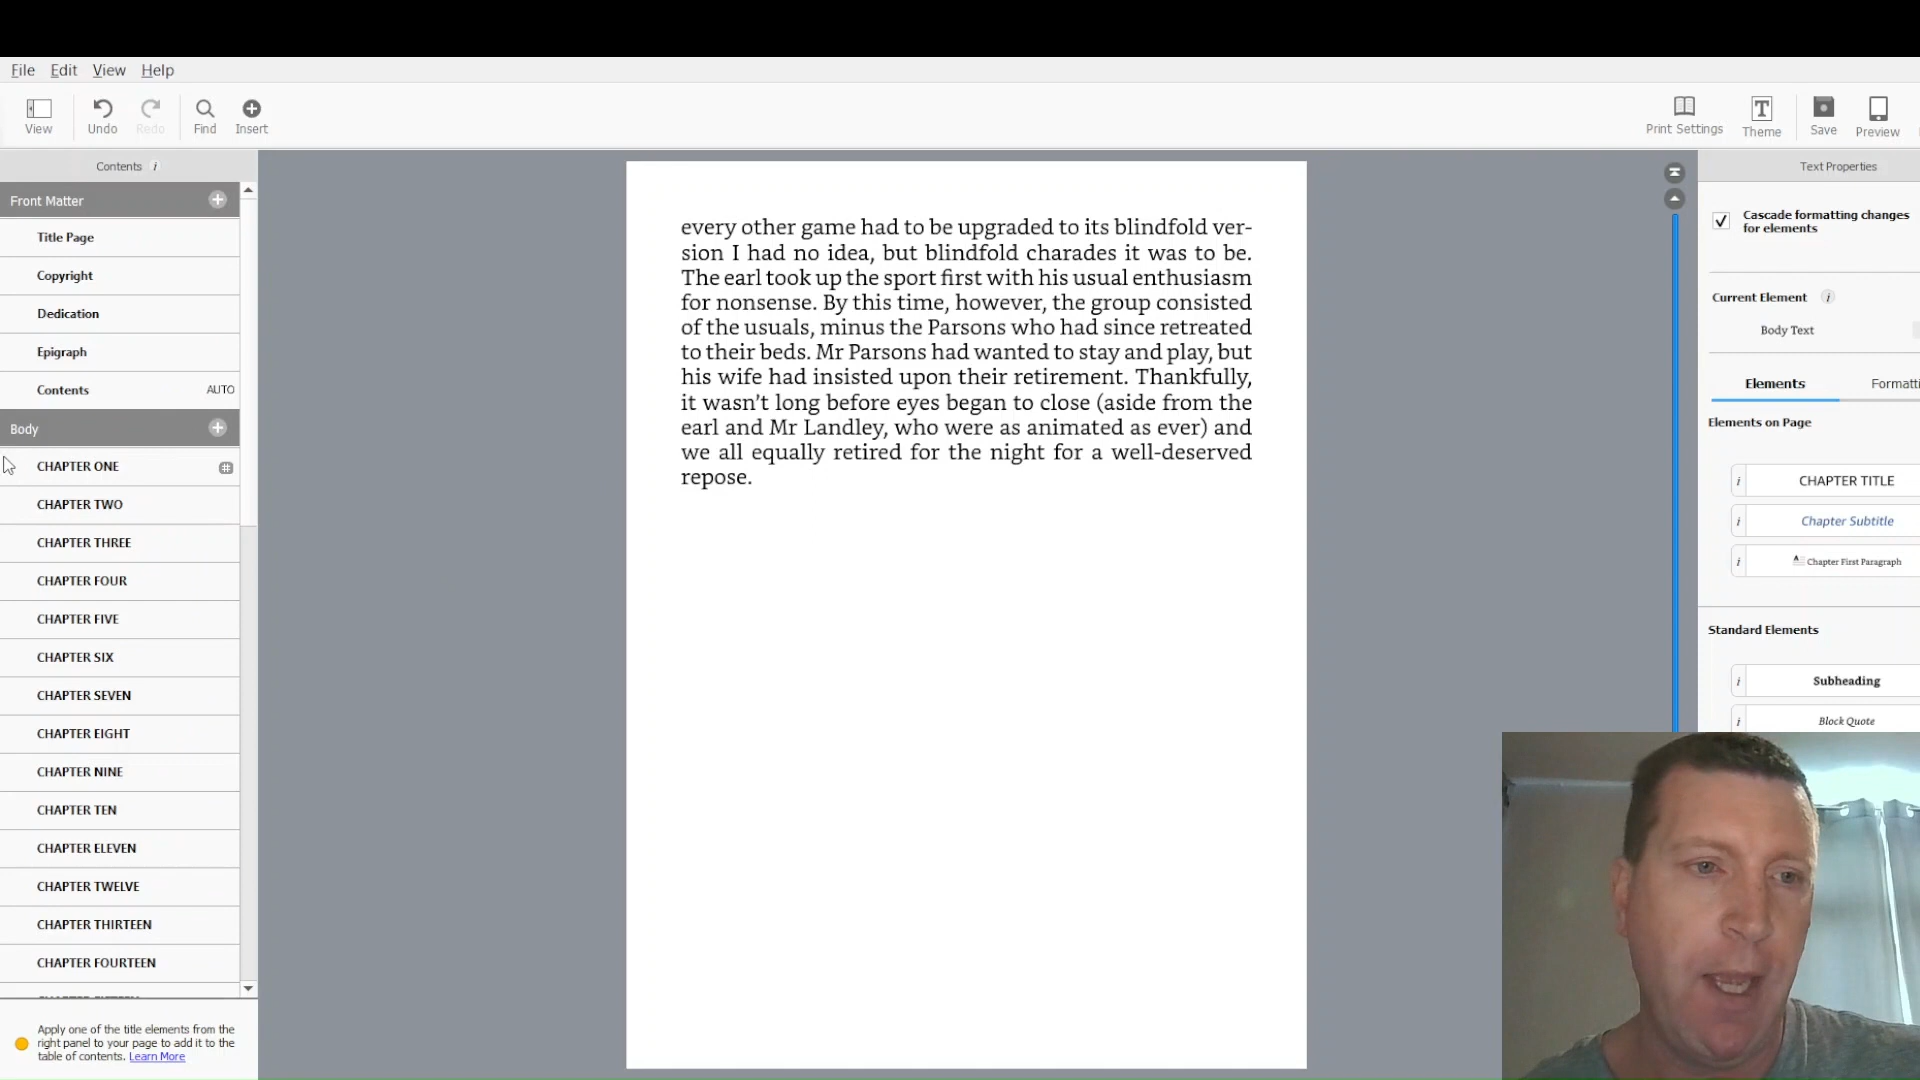 File Edit View Help
View Undo Redo Find Insert Print Settings Theme Save Preview
Contents i
Front Matter
Title Page
Copyright
Dedication
Epigraph
Contents AUTO
Body
CHAPTER ONE
CHAPTER TWO
CHAPTER THREE
CHAPTER FOUR
CHAPTER FIVE
CHAPTER SIX
CHAPTER SEVEN
CHAPTER EIGHT
CHAPTER NINE
CHAPTER TEN
CHAPTER ELEVEN
CHAPTER TWELVE
CHAPTER THIRTEEN
CHAPTER FOURTEEN
Apply one of the title elements from the
right panel to your page to add it to the
table of contents. Learn More
every other game had to be upgraded to its blindfold ver-
sion I had no idea, but blindfold charades it was to be.
The earl took up the sport first with his usual enthusiasm
for nonsense. By this time, however, the group consisted
of the usuals, minus the Parsons who had since retreated
to their beds. Mr Parsons had wanted to stay and play, but
his wife had insisted upon their retirement. Thankfully,
it wasn't long before eyes began to close (aside from the
earl and Mr Landley, who were as animated as ever) and
we all equally retired for the night for a well-deserved
repose.
Text Properties
Cascade formatting changes
for elements
Current Element i
Body Text
Elements Formatti
Elements on Page
i CHAPTER TITLE
i Chapter Subtitle
i A Chapter First Paragraph
Standard Elements
i Subheading
i Block Quote